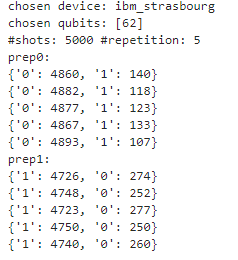 chosen device: ibm_strasbourg
chosen qubits: [62]
#shots: 5000 #repetition: 5
prep0:
{'0': 4860, '1': 140}
{'0': 4882, '1': 118}
{'0': 4877, '1': 123}
{'0': 4867, '1': 133}
{'0': 4893, '1': 107}
prep1:
{'1': 4726, '0': 274}
{'1': 4748, '0': 252}
{'1': 4723, '0': 277}
{'1': 4750, '0': 250}
{'1': 4740, '0': 260}